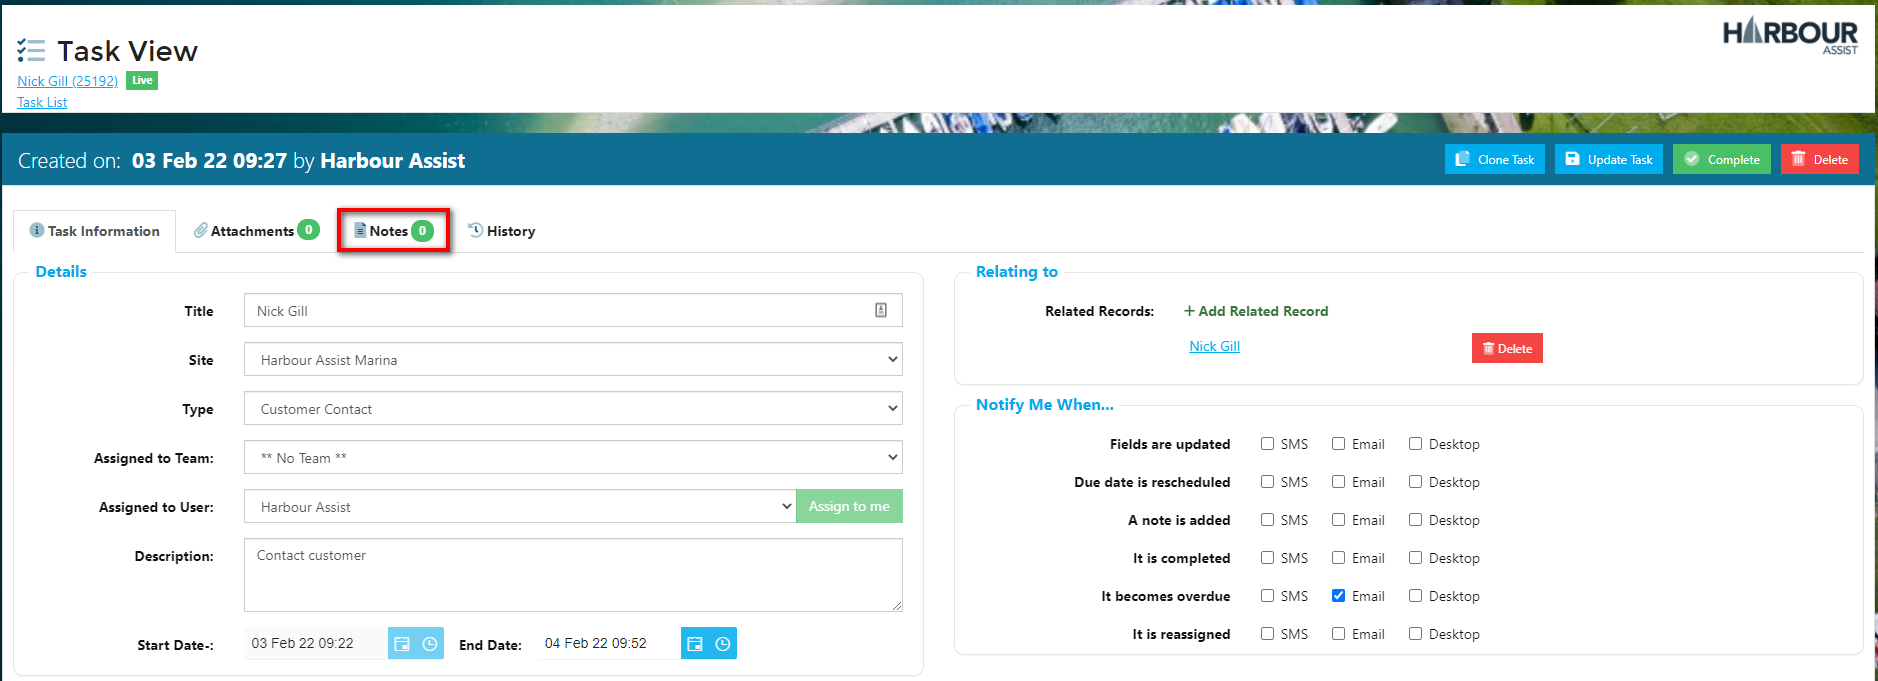 HARBOUR
ASSIST
Task View
Nick Gill (25192) Live
Task List
Created on: 03 Feb 22 09:27 by Harbour Assist
Clone Task Update Task Complete Delete
Task Information Attachments 0 Notes 0 History
Details
Title Nick Gill
Site Harbour Assist Marina
Type Customer Contact
Assigned to Team: ** No Team **
Assigned to User: Harbour Assist Assign to me
Description: Contact customer
Start Date-: 03 Feb 22 09:22 End Date: 04 Feb 22 09:52
Relating to
Related Records: + Add Related Record
Nick Gill Delete
Notify Me When...
Fields are updated SMS Email Desktop
Due date is rescheduled SMS Email Desktop
A note is added SMS Email Desktop
It is completed SMS Email Desktop
It becomes overdue SMS Email Desktop
It is reassigned SMS Email Desktop